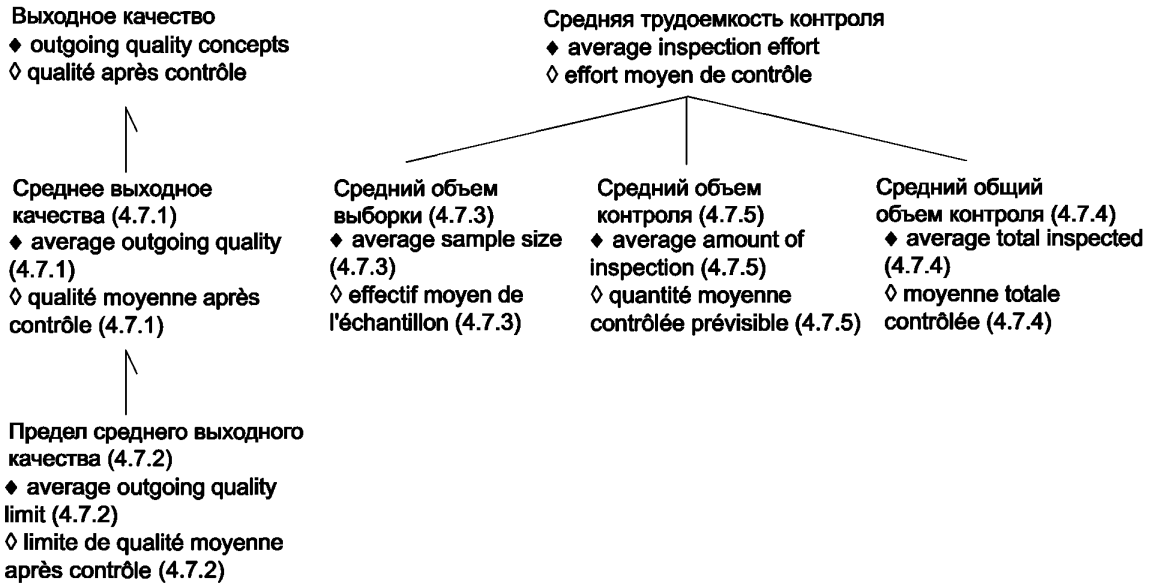 Выходное качество
♦ outgoing quality concepts
◊ qualité après contrôle
Средняя трудоемкость контроля
♦ average inspection effort
◊ effort moyen de contrôle
Среднее выходное
качества (4.7.1)
♦ average outgoing quality
(4.7.1)
◊ qualité moyenne après
contrôle (4.7.1)
Средний объем
выборки (4.7.3)
♦ average sample size
(4.7.3)
◊ effectif moyen de
l'échantillon (4.7.3)
Средний объем
контроля (4.7.5)
♦ average amount of
inspection (4.7.5)
◊ quantité moyenne
contrôlée prévisible (4.7.5)
Средний общий
объем контроля (4.7.4)
♦ average total inspected
(4.7.4)
◊ moyenne totale
contrôlée (4.7.4)
Предел среднего выходного
качества (4.7.2)
♦ average outgoing quality
limit (4.7.2)
◊ limite de qualité moyenne
après contrôle (4.7.2)